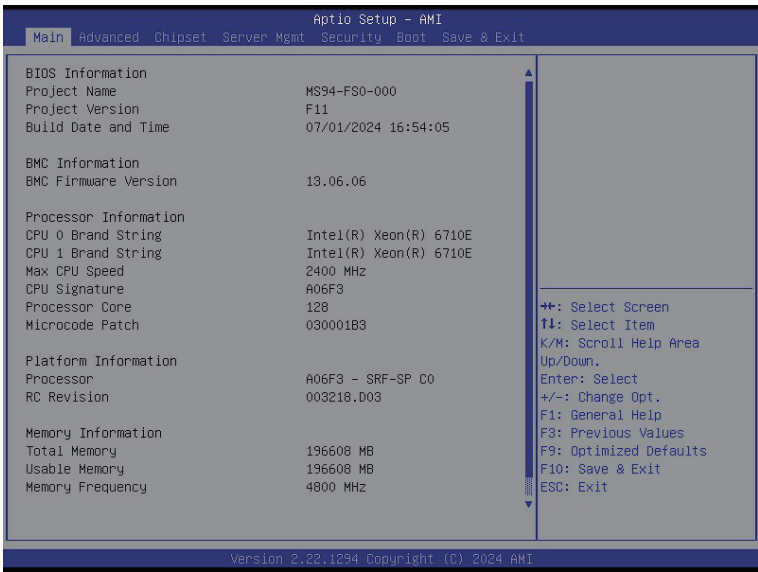 Aptio Setup - AMI
Main Advanced Chipset Server Mgmt Security Boot Save & Exit
BIOS Information
Project Name MS94-FS0-000
Project Version F11
Build Date and Time 07/01/2024 16:54:05
BMC Information
BMC Firmware Version 13.06.06
Processor Information
CPU 0 Brand String Intel(R) Xeon(R) 6710E
CPU 1 Brand String Intel(R) Xeon(R) 6710E
Max CPU Speed 2400 MHz
CPU Signature A06F3
Processor Core 128
Microcode Patch 030001B3
Platform Information
Processor A06F3 - SRF-SP C0
RC Revision 003218.D03
Memory Information
Total Memory 196608 MB
Usable Memory 196608 MB
Memory Frequency 4800 MHz
→←: Select Screen
↑↓: Select Item
K/M: Scroll Help Area
Up/Down.
Enter: Select
+/-: Change Opt.
F1: General Help
F3: Previous Values
F9: Optimized Defaults
F10: Save & Exit
ESC: Exit
Version 2.22.1294 Copyright (C) 2024 AMI